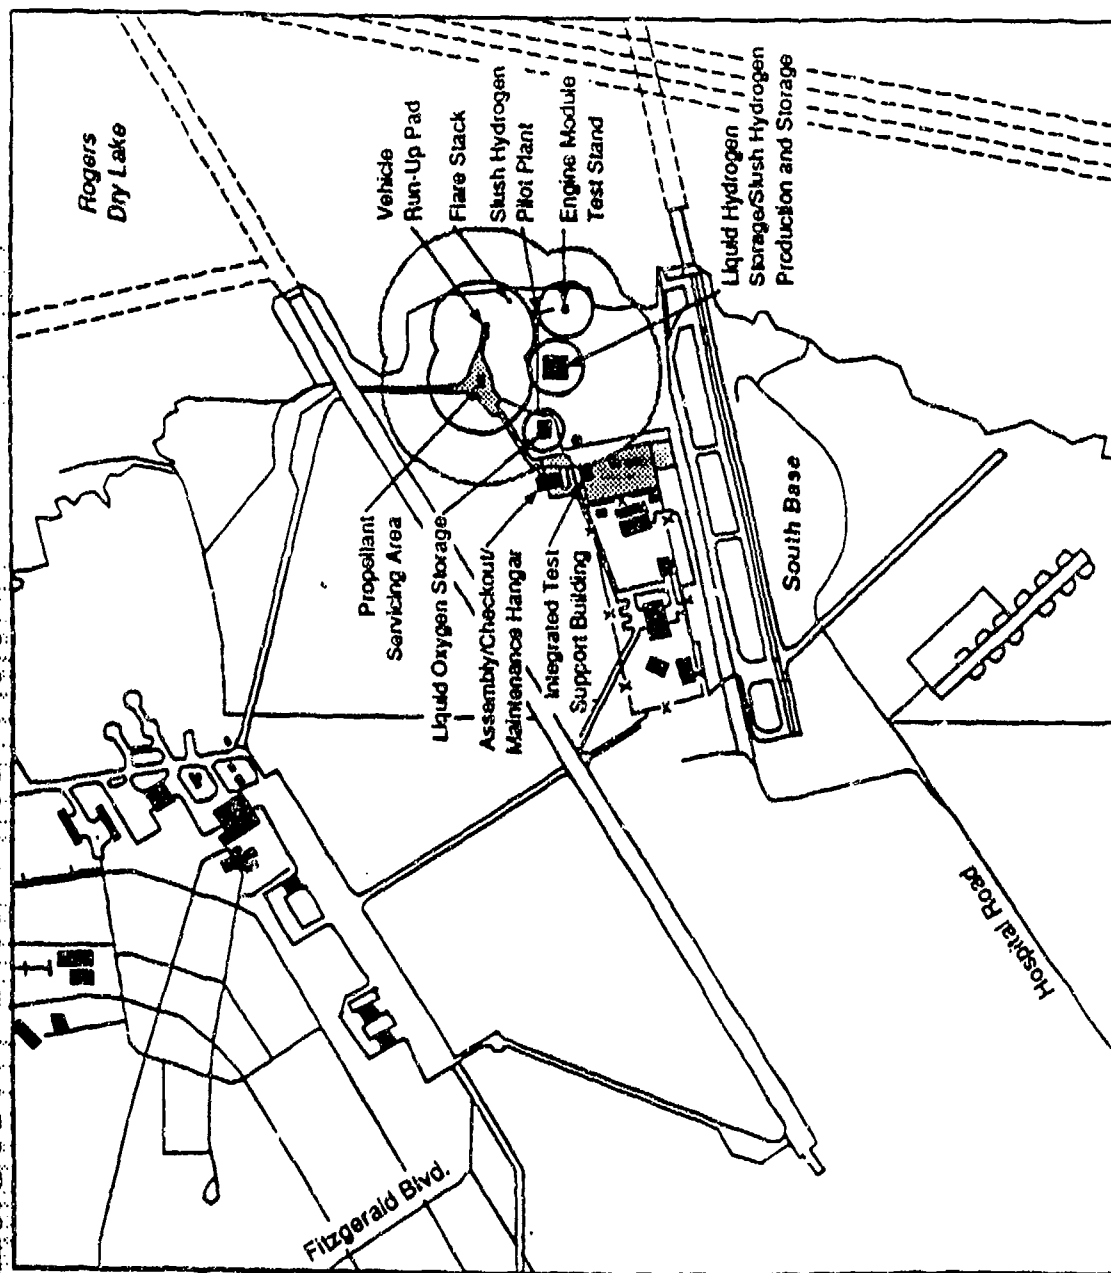 Rogers
Dry Lake
Vehicle
Run-Up Pad
Flare Stack
Slush Hydrogen
Pilot Plant
Engine Module
Test Stand
Liquid Hydrogen
Storage/Slush Hydrogen
Production and Storage
Propellant
Servicing Area
Liquid Oxygen Storage
Assembly/Checkout/
Maintenance Hangar
Integrated Test
Support Building
South Base
Hospital Road
Fitzgerald Blvd.